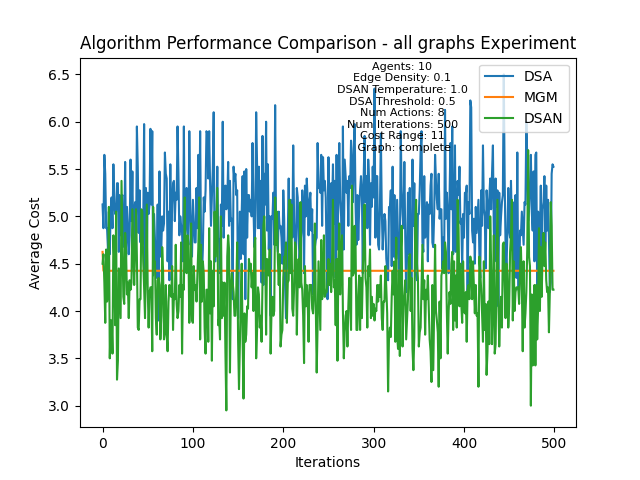 Algorithm Performance Comparison - all graphs Experiment
Agents: 10
Edge Density: 0.1
DSAN Temperature: 1.0
DSA Threshold: 0.5
Num Actions: 8
Num Iterations: 500
Cost Range: 11
Graph: complete
DSA
MGM
DSAN
Average Cost
6.5
6.0
5.5
5.0
4.5
4.0
3.5
3.0
0 100 200 300 400 500
Iterations